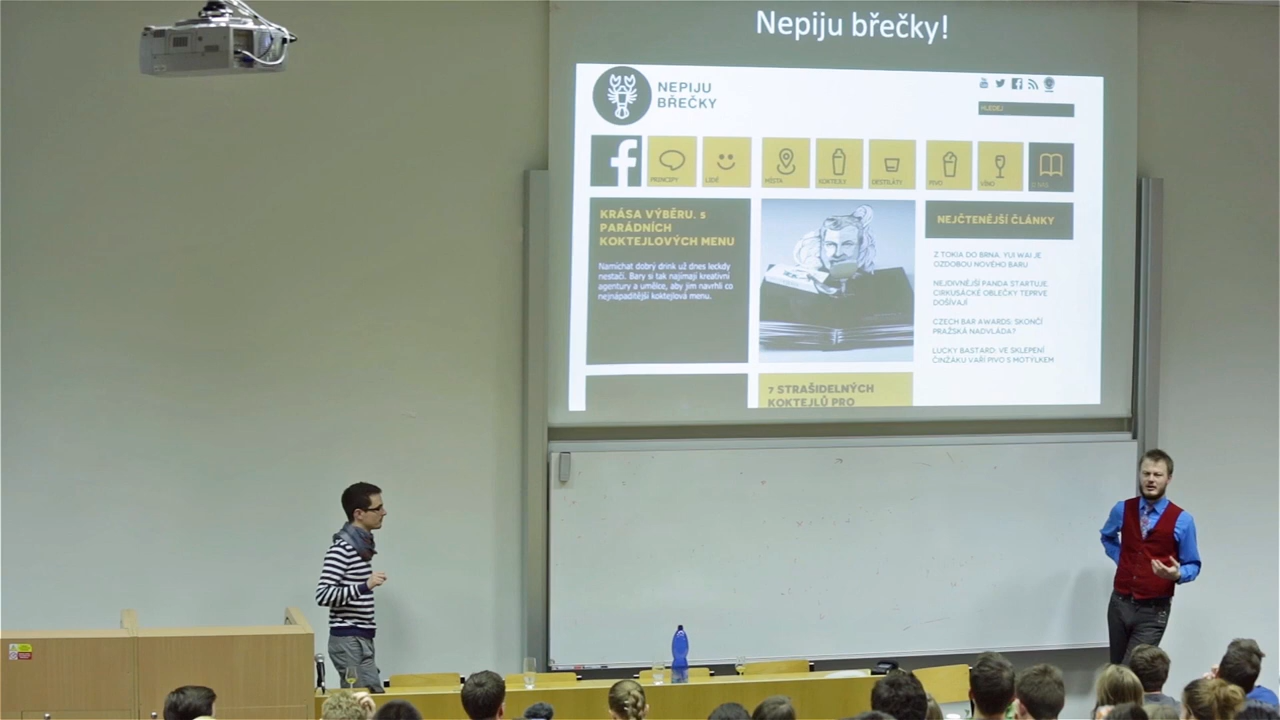 Nepiju břečky!
NEPIJU
BŘEČKY
HLEDEJ
PRINCIPY
LIDÉ
MÍSTA
KOKTEJLY
DESTILÁTY
PIVO
VÍNO
KRÁSA VÝBĚRU. 5
PARÁDNÍCH
KOKTEJLOVÝCH MENU
Namíchat dobrý drink už dnes leckdy
nestačí. Bary si tak najímají kreativní
agentury a umělce, aby jim navrhli co
nejnápaditější koktejlová menu.
NEJČTENĚJŠÍ ČLÁNKY
Z TOKIA DO BRNA. YUI WAI JE
OZDOBOU NOVÉHO BARU
NEJDIVNĚJŠÍ PANDA STARTUJE.
CIRKUSÁCKÉ OBLEČKY TEPRVE
DOŠÍVAJÍ
CZECH BAR AWARDS: SKONČÍ
PRAŽSKÁ NADVLÁDA?
LUCKY BASTARD: VE SKLEPENÍ
ČINŽÁKU VAŘÍ PIVO S MOTÝLKEM
7 STRAŠIDELNÝCH
KOKTEJLŮ PRO